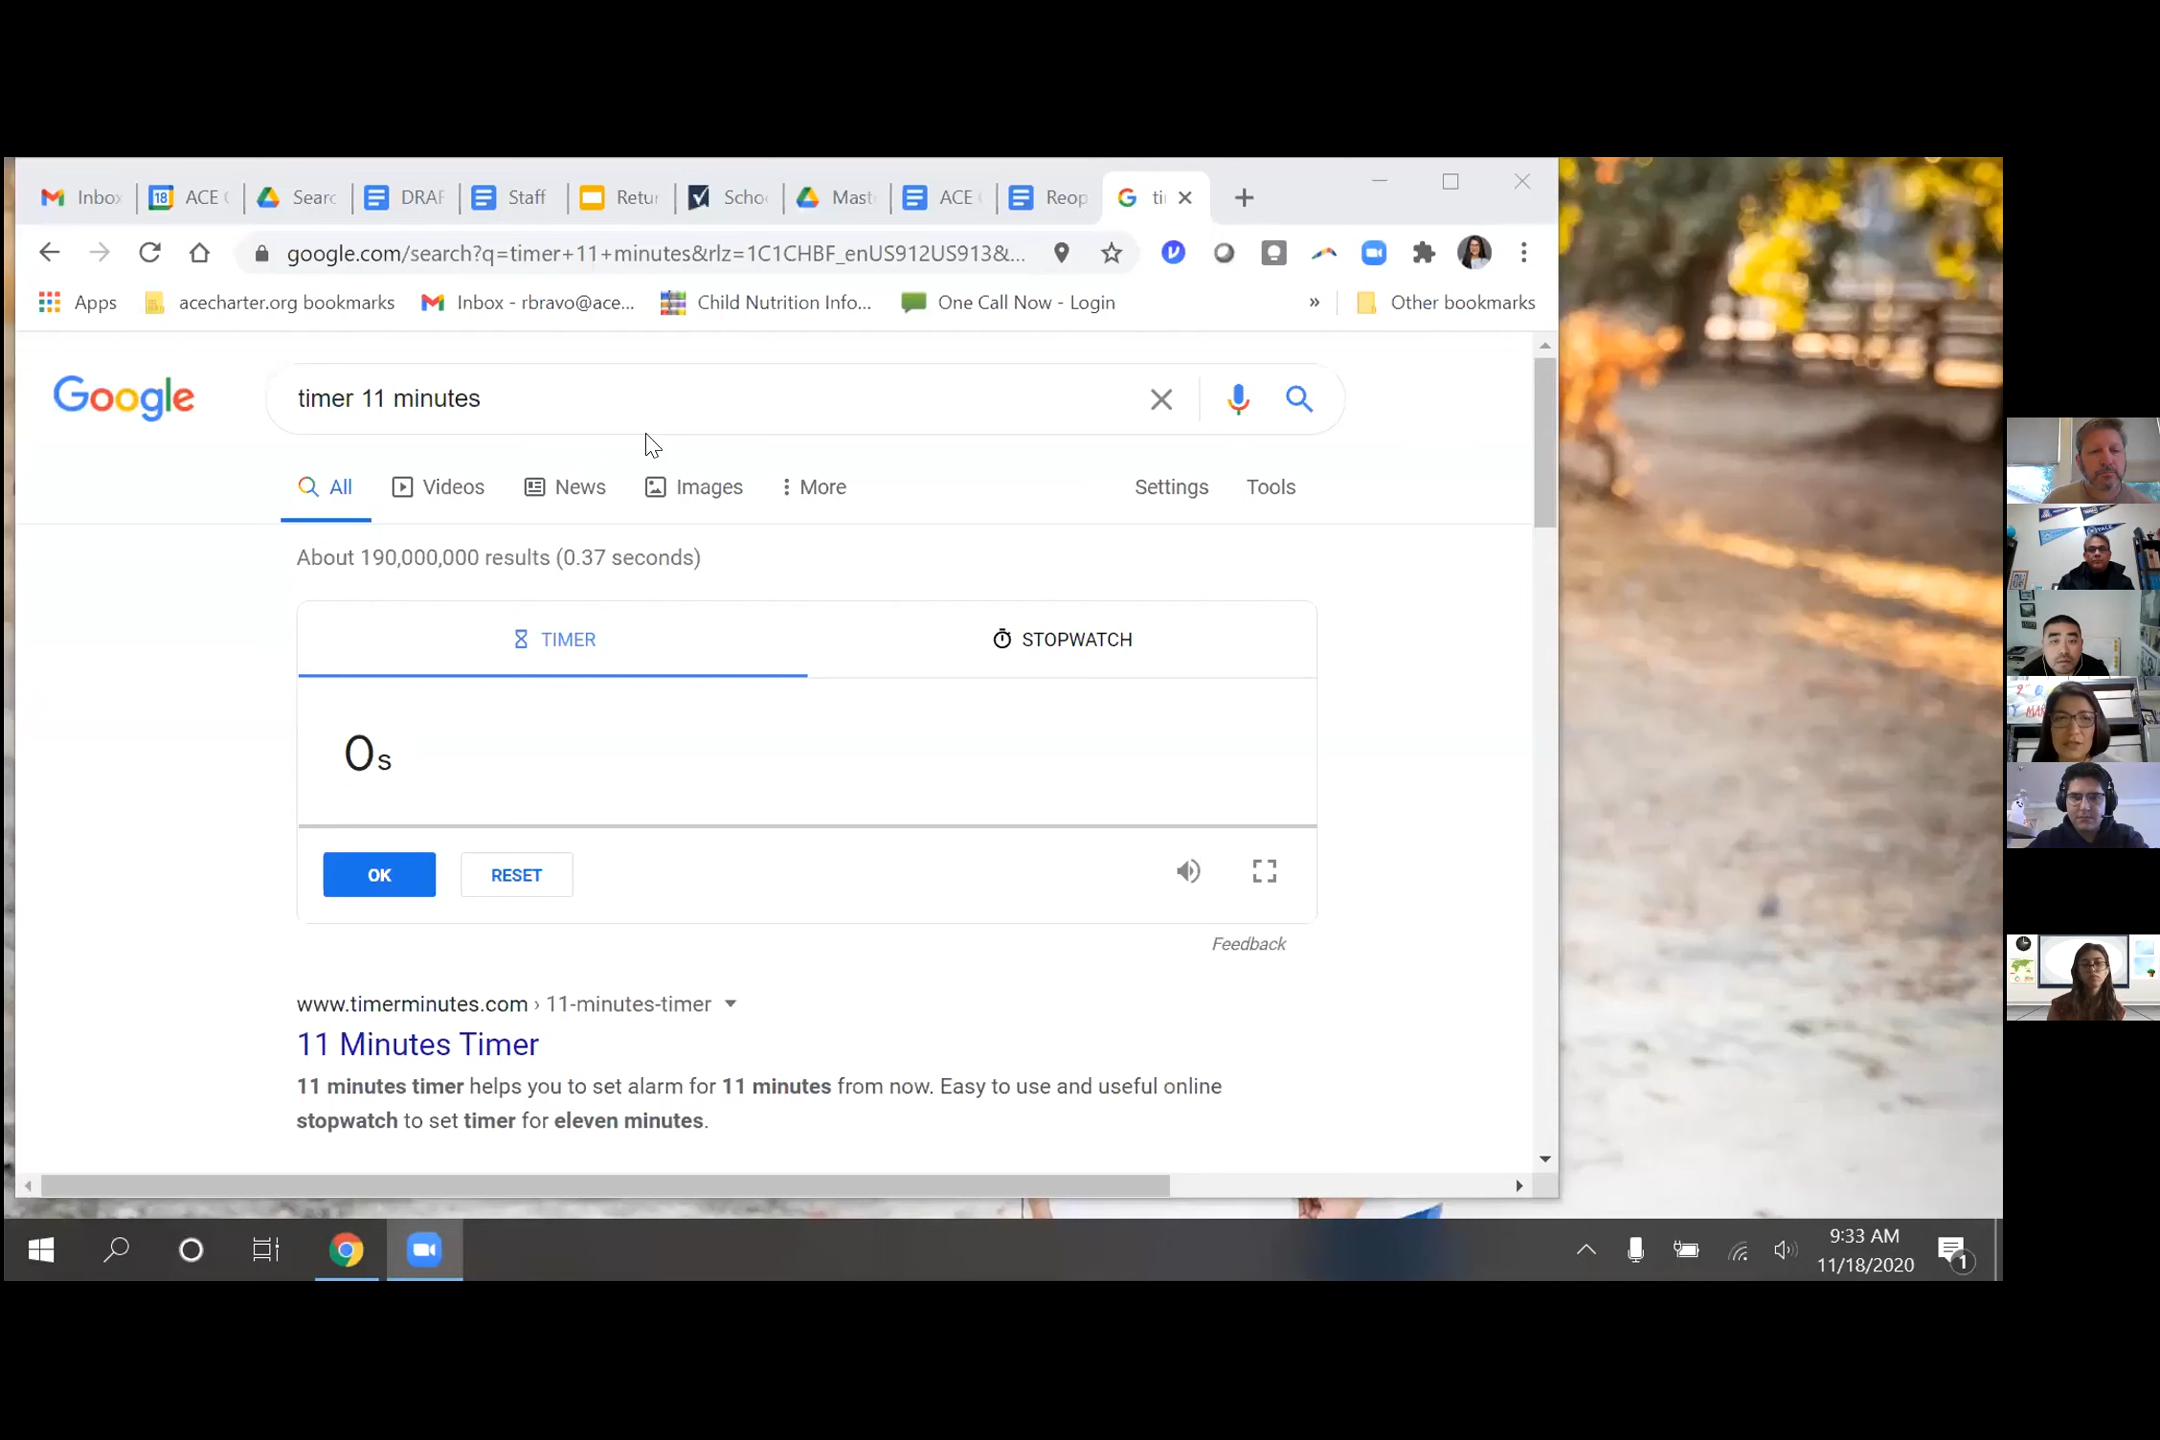 Inbox ACE Searc DRAF Staff Retur Schoo Maste ACE Reop ti
google.com/search?q=timer+11+minutes&rlz=1C1CHBF_enUS912US913&...
Apps acecharter.org bookmarks Inbox - rbravo@ace... Child Nutrition Info... One Call Now - Login » Other bookmarks
Google timer 11 minutes
All Videos News Images More Settings Tools
About 190,000,000 results (0.37 seconds)
TIMER STOPWATCH
0s
OK RESET
Feedback
www.timerminutes.com › 11-minutes-timer
11 Minutes Timer
11 minutes timer helps you to set alarm for 11 minutes from now. Easy to use and useful online
stopwatch to set timer for eleven minutes.
9:33 AM
11/18/2020
1